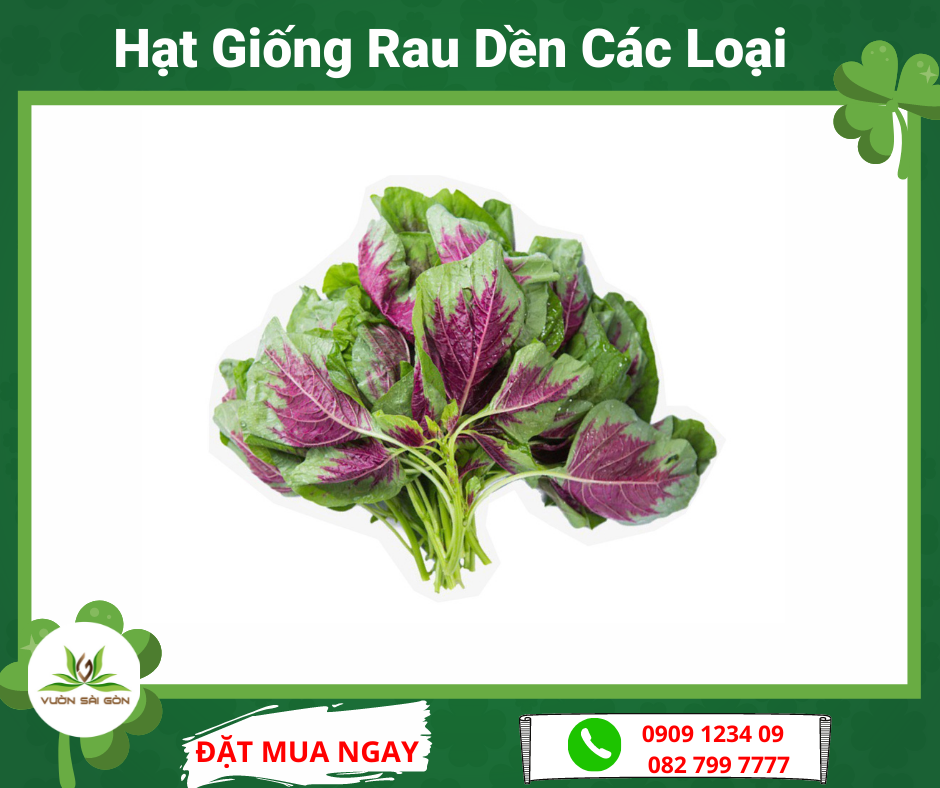 Hạt Giống Rau Dền Các Loại
VƯỜN SÀI GÒN
ĐẶT MUA NGAY
0909 1234 09
082 799 7777